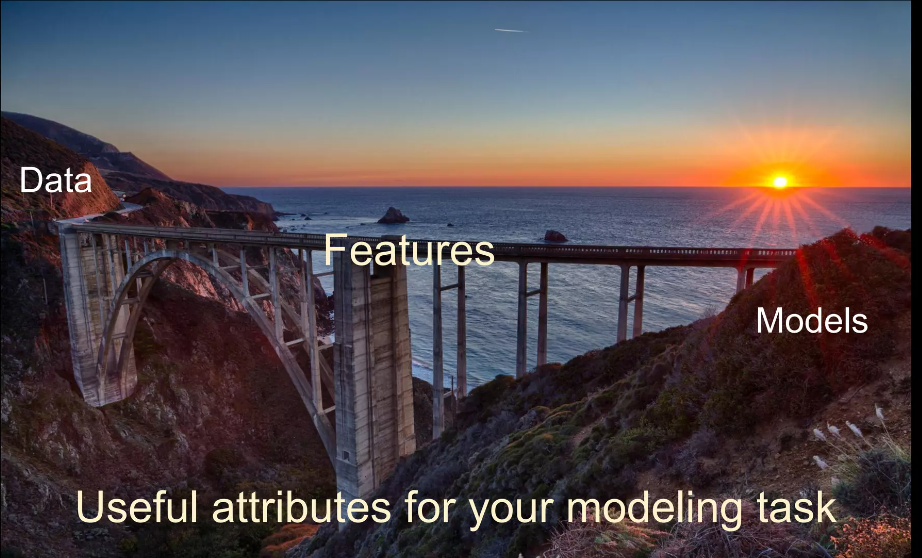 Data
Features
Models
Useful attributes for your modeling task